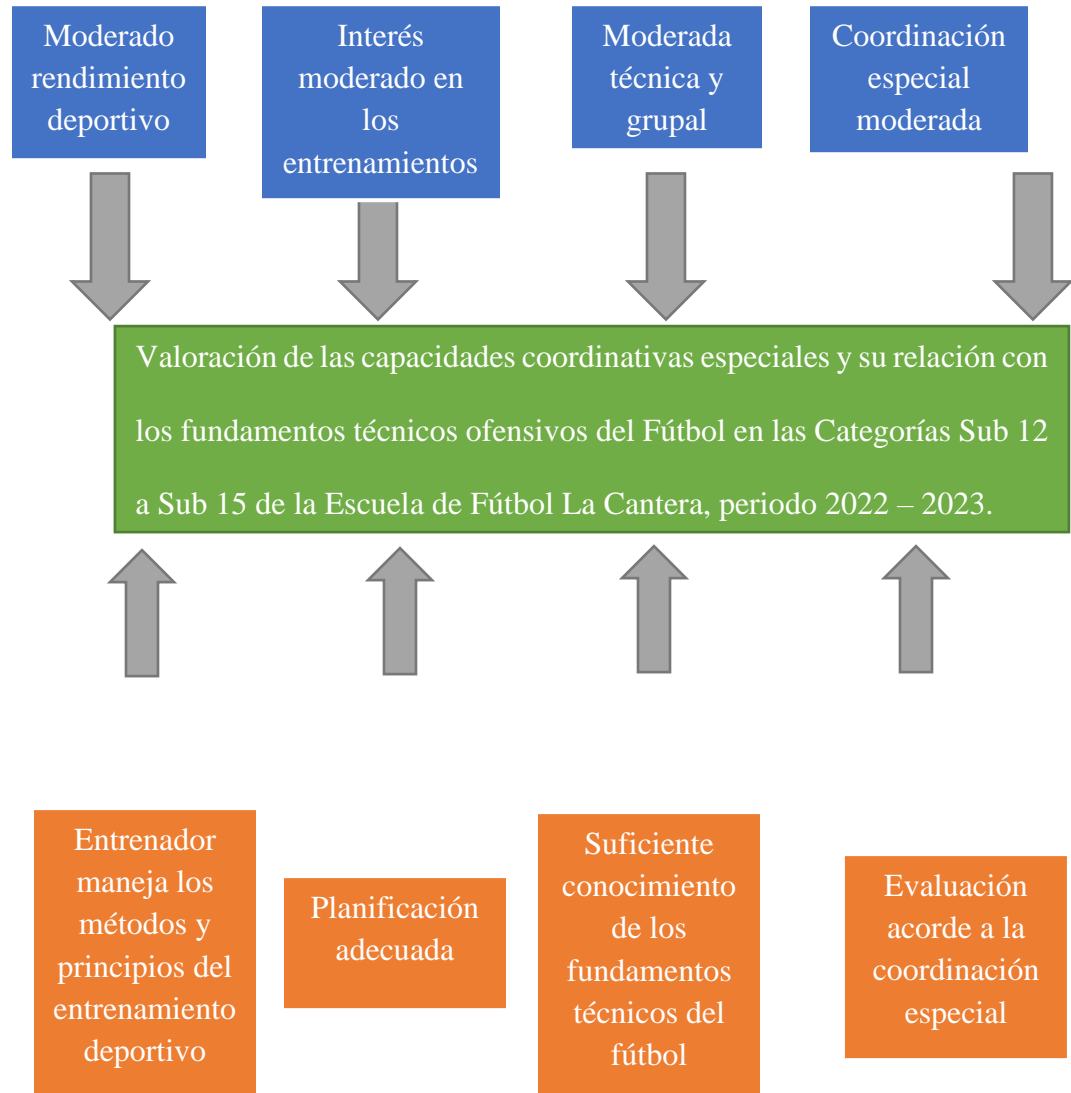 Moderado
rendimiento
deportivo
Interés
moderado en
los
entrenamientos
Moderada
técnica y
grupal
Coordinación
especial
moderada
Valoración de las capacidades coordinativas especiales y su relación con
los fundamentos técnicos ofensivos del Fútbol en las Categorías Sub 12
a Sub 15 de la Escuela de Fútbol La Cantera, periodo 2022 – 2023.
Entrenador
maneja los
métodos y
principios del
entrenamiento
deportivo
Planificación
adecuada
Suficiente
conocimiento
de los
fundamentos
técnicos del
fútbol
Evaluación
acorde a la
coordinación
especial